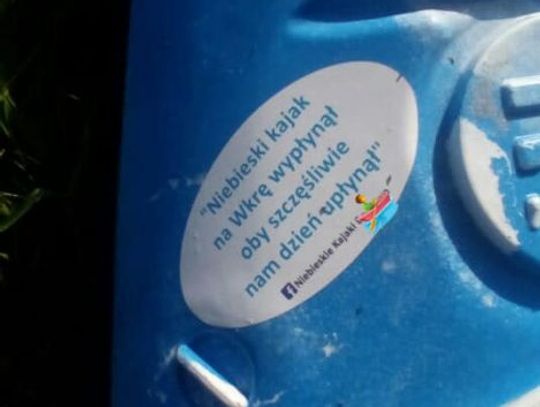 "Niebieski kajak
na Wkrę wypłynął
oby szczęśliwie
nam dzień upłynął"
Niebieskie Kajaki